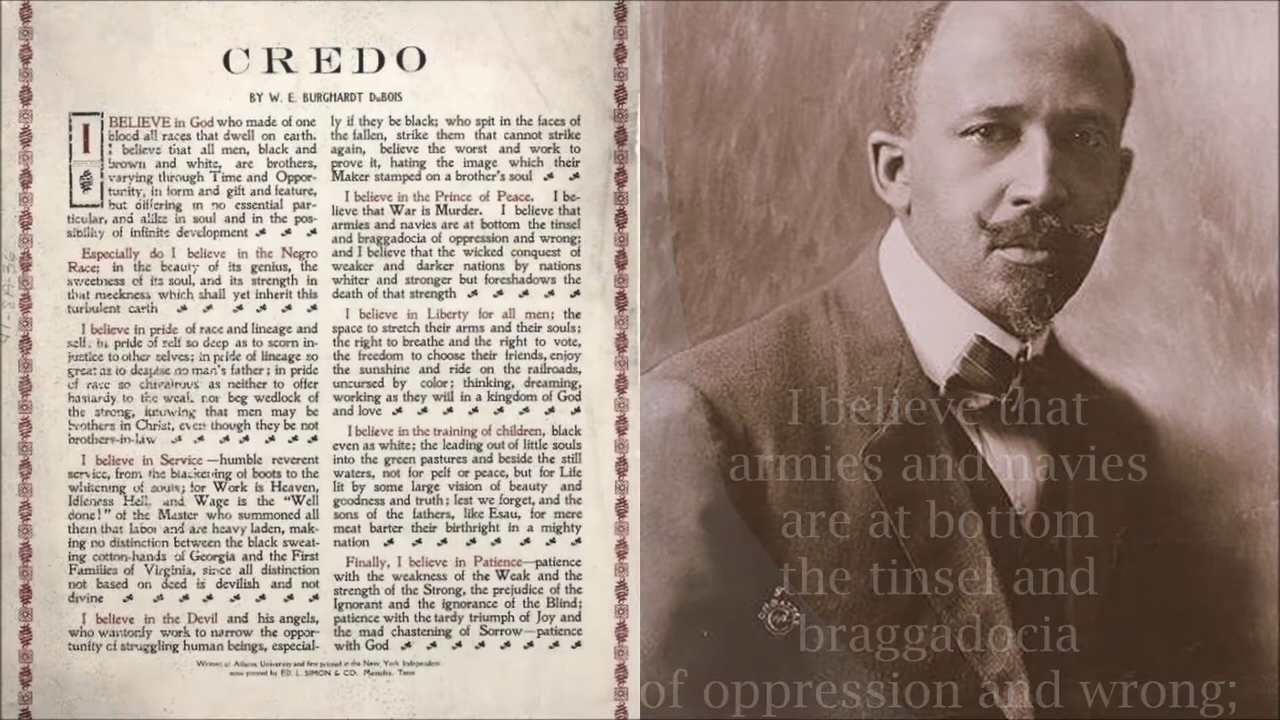 CREDO
BY W. E. BURGHARDT DuBOIS
I BELIEVE in God who made of one
blood all races that dwell on earth.
I believe that all men, black and
brown and white, are brothers,
varying through Time and Oppor-
tunity, in form and gift and feature,
but differing in no essential par-
ticular, and alike in soul and in the pos-
sibility of infinite development
Especially do I believe in the Negro
Race; in the beauty of its genius, the
sweetness of its soul, and its strength in
that meekness which shall yet inherit this
turbulent earth
I believe in pride of race and lineage and
self, in pride of self so deep as to scorn in-
justice to other selves; in pride of lineage so
great as to despise no man's father; in pride
of race so chivalrous as neither to offer
bastardy to the weak nor beg wedlock of
the strong, knowing that men may be
brothers in Christ, even though they be not
brothers-in-law
I believe in Service—humble reverent
service, from the blackening of boots to the
whitening of souls; for Work is Heaven,
Idleness Hell, and Wage is the "Well
done!" of the Master who summoned all
them that labor and are heavy laden, mak-
ing no distinction between the black sweat-
ing cotton-hands of Georgia and the First
Families of Virginia, since all distinction
not based on deed is devilish and not
divine
I believe in the Devil and his angels,
who wantonly work to narrow the oppor-
tunity of struggling human beings, especial-
ly if they be black; who spit in the faces of
the fallen, strike them that cannot strike
again, believe the worst and work to
prove it, hating the image which their
Maker stamped on a brother's soul
I believe in the Prince of Peace. I be-
lieve that War is Murder. I believe that
armies and navies are at bottom the tinsel
and braggadocia of oppression and wrong;
and I believe that the wicked conquest of
weaker and darker nations by nations
whiter and stronger but foreshadows the
death of that strength
I believe in Liberty for all men; the
space to stretch their arms and their souls;
the right to breathe and the right to vote,
the freedom to choose their friends, enjoy
the sunshine and ride on the railroads,
uncursed by color; thinking, dreaming,
working as they will in a kingdom of God
and love
I believe in the training of children, black
even as white; the leading out of little souls
into the green pastures and beside the still
waters, not for pelf or peace, but for Life
lit by some large vision of beauty and
goodness and truth; lest we forget, and the
sons of the fathers, like Esau, for mere
meat barter their birthright in a mighty
nation
Finally, I believe in Patience—patience
with the weakness of the Weak and the
strength of the Strong, the prejudice of the
Ignorant and the ignorance of the Blind;
patience with the tardy triumph of Joy and
the mad chastening of Sorrow—patience
with God
Written at Atlanta University and first printed in the New York Independent
now printed by ED. L. SIMON & CO. Memphis, Tenn
I believe that
armies and navies
are at bottom
the tinsel and
braggadocia
of oppression and wrong;